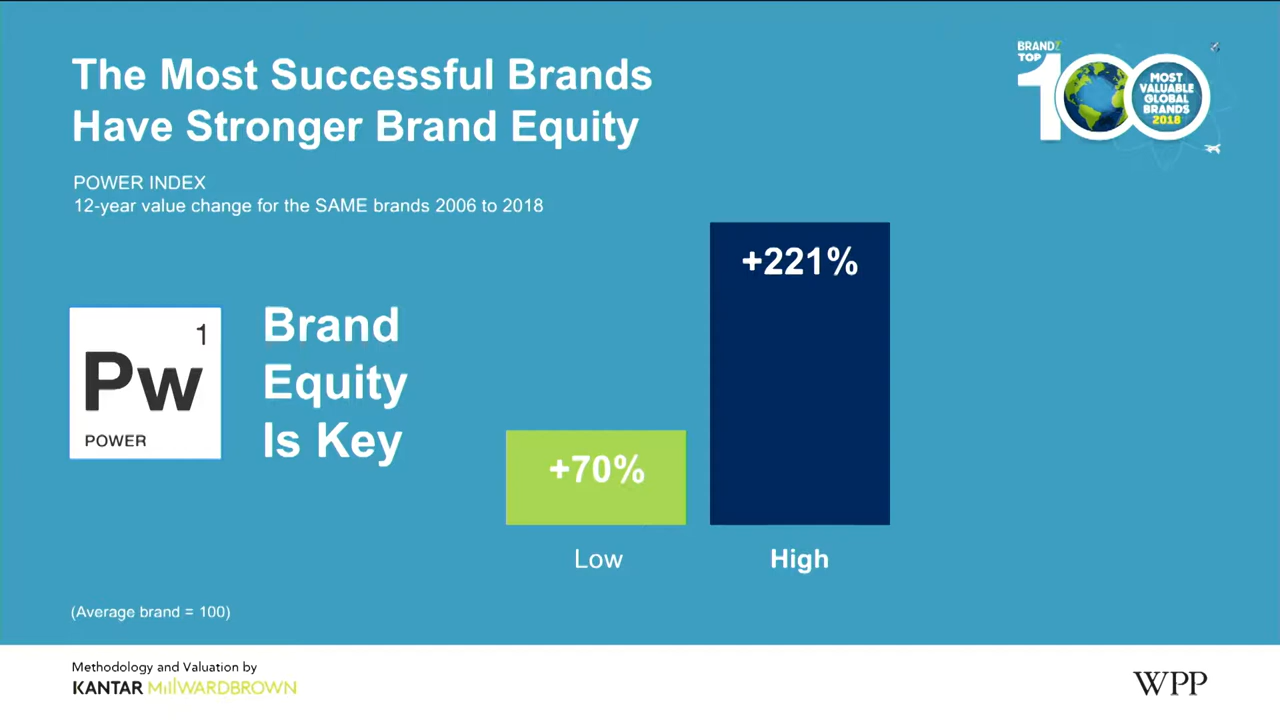 The Most Successful Brands
Have Stronger Brand Equity
BRANDZ
TOP
100
MOST
VALUABLE
GLOBAL
BRANDS
2018
POWER INDEX
12-year value change for the SAME brands 2006 to 2018
1
Pw
POWER
Brand
Equity
Is Key
+70%
+221%
Low
High
(Average brand = 100)
Methodology and Valuation by
KANTAR MillWARDBROWN
WPP